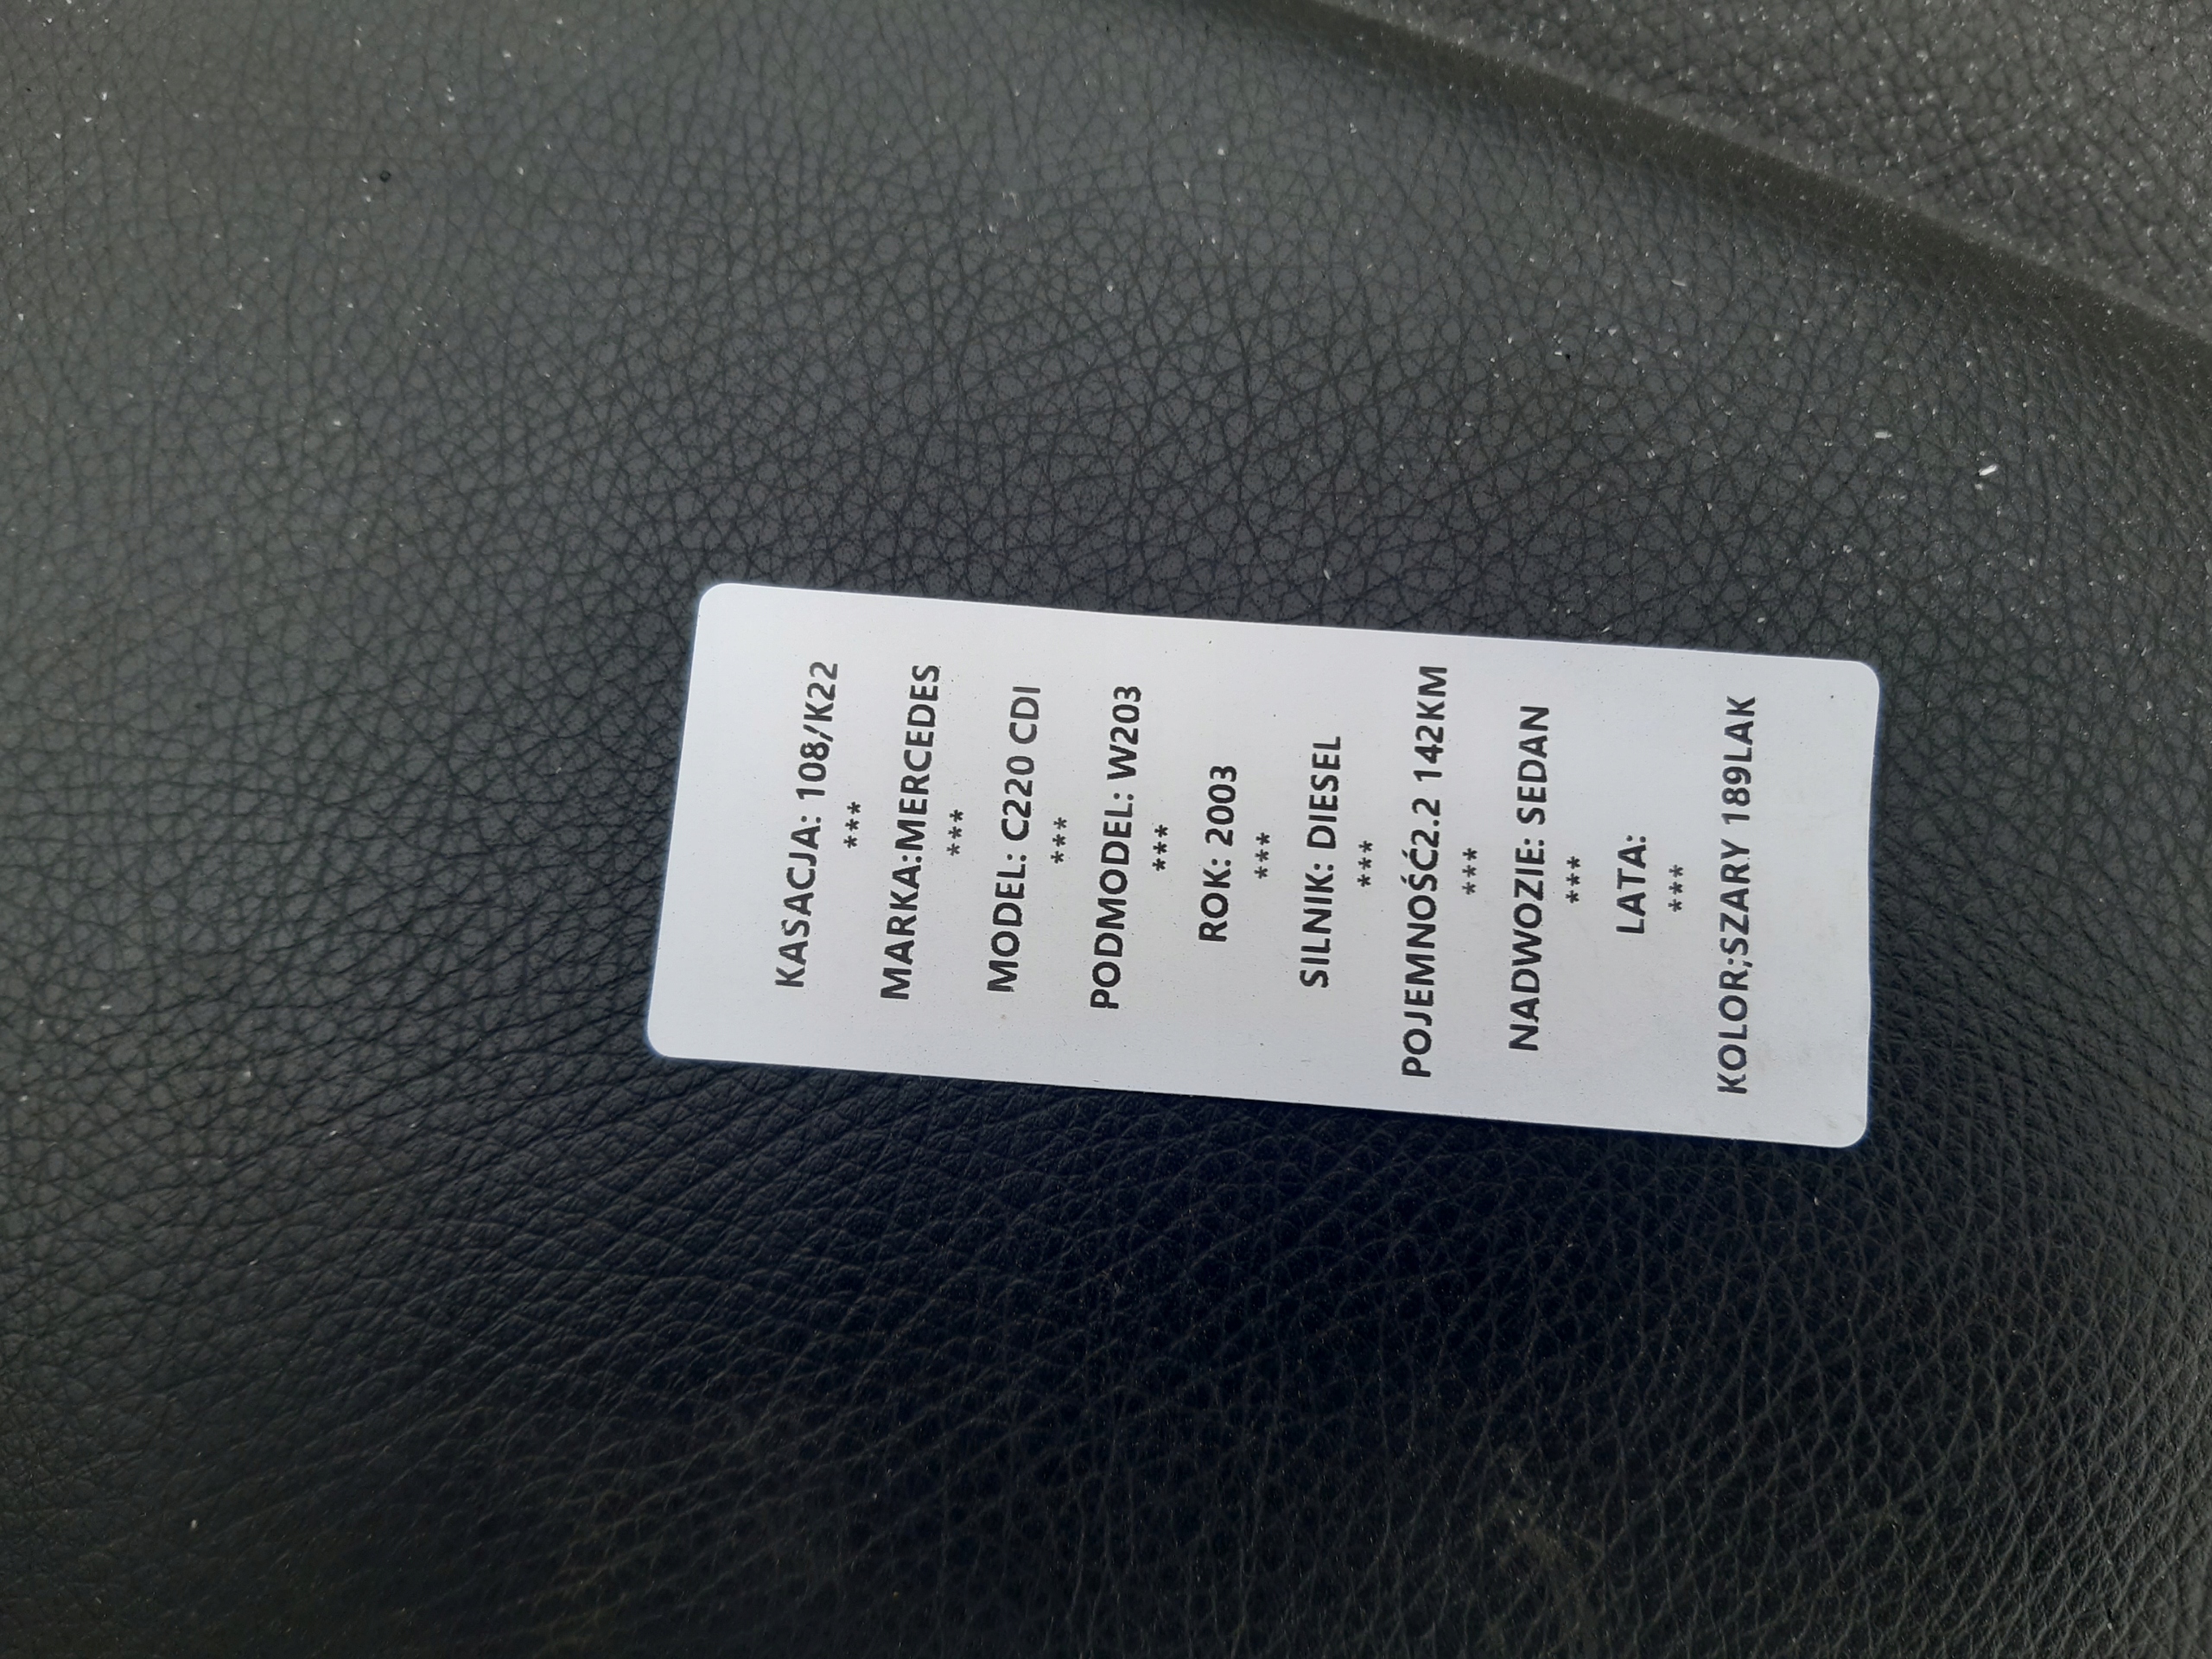 KASACJA: 108/K22
***
MARKA:MERCEDES
***
MODEL: C220 CDI
***
PODMODEL: W203
***
ROK: 2003
***
SILNIK: DIESEL
***
POJEMNOŚĆ2.2 142KM
***
NADWOZIE: SEDAN
***
LATA:
***
KOLOR;SZARY 189LAK